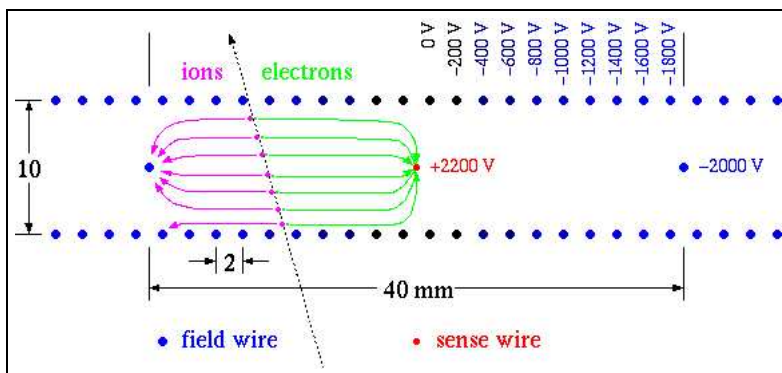 0 V
−200 V
−400 V
−600 V
−800 V
−1000 V
−1200 V
−1400 V
−1600 V
−1800 V
ions electrons
10
+2200 V
−2000 V
2
40 mm
field wire
sense wire